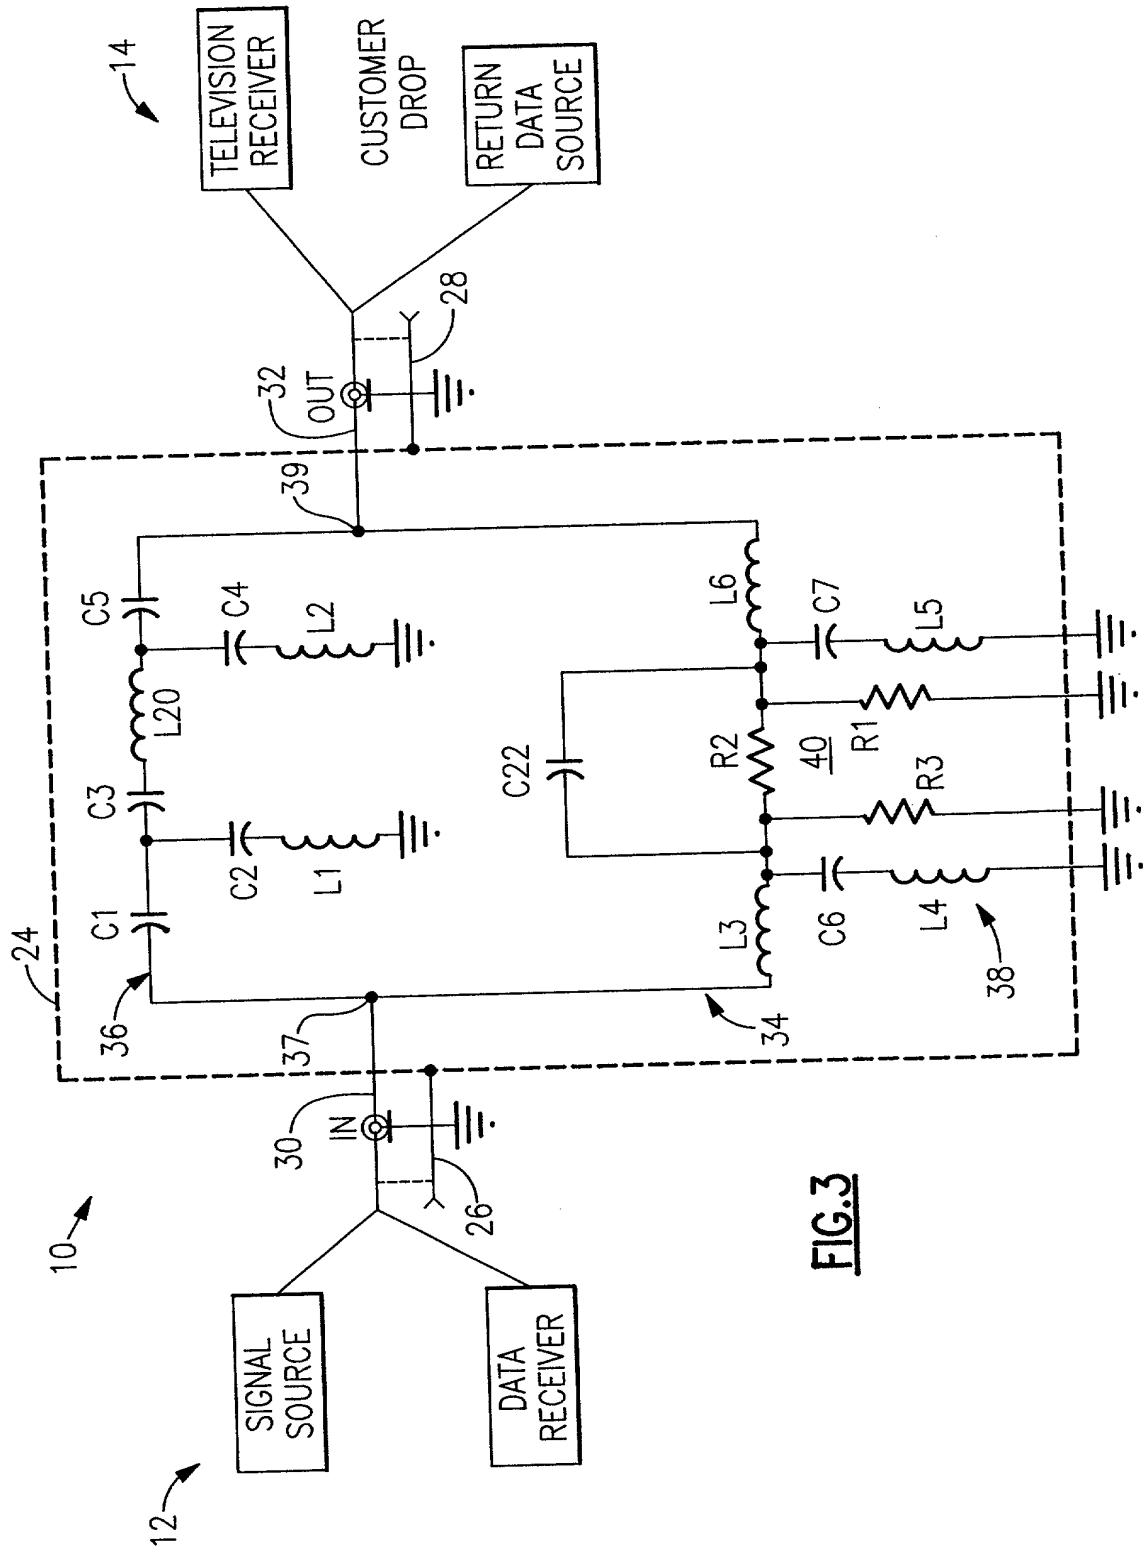 10
12
14
SIGNAL
SOURCE
DATA
RECEIVER
IN
30
26
24
36
37
34
C1
C2
L1
C3
L20
C4
L2
C5
C22
L3
C6
L4
38
R3
R2
40
R1
L6
C7
L5
39
32
OUT
28
TELEVISION
RECEIVER
CUSTOMER
DROP
RETURN
DATA
SOURCE
FIG.3